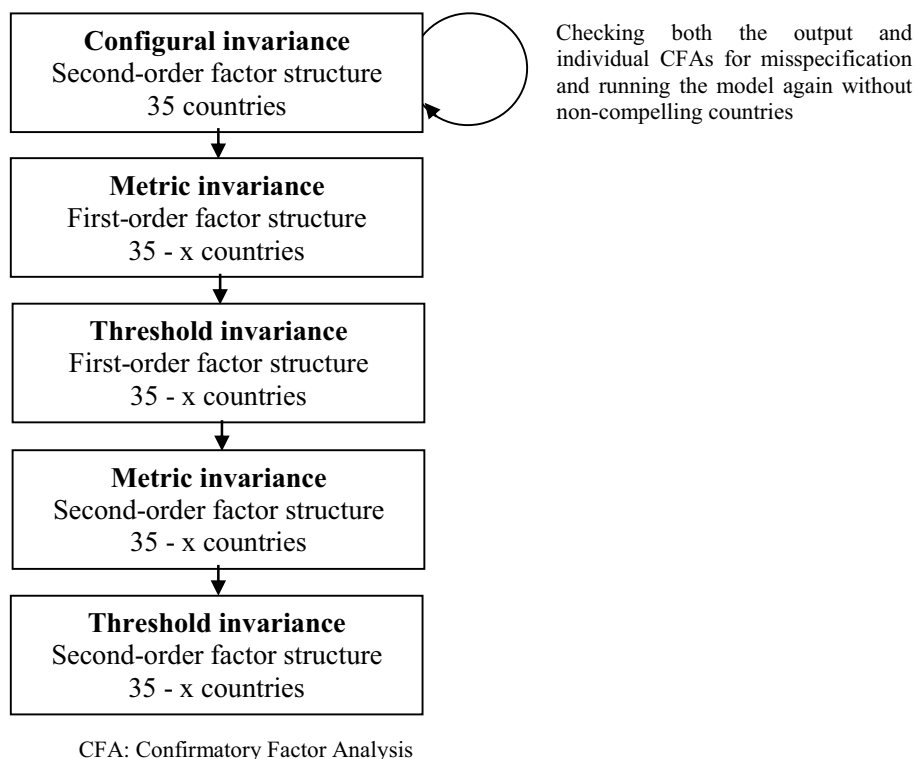 Configural invariance
Second-order factor structure
35 countries
Checking both the output and
individual CFAs for misspecification
and running the model again without
non-compelling countries
Metric invariance
First-order factor structure
35 - x countries
Threshold invariance
First-order factor structure
35 - x countries
Metric invariance
Second-order factor structure
35 - x countries
Threshold invariance
Second-order factor structure
35 - x countries
CFA: Confirmatory Factor Analysis